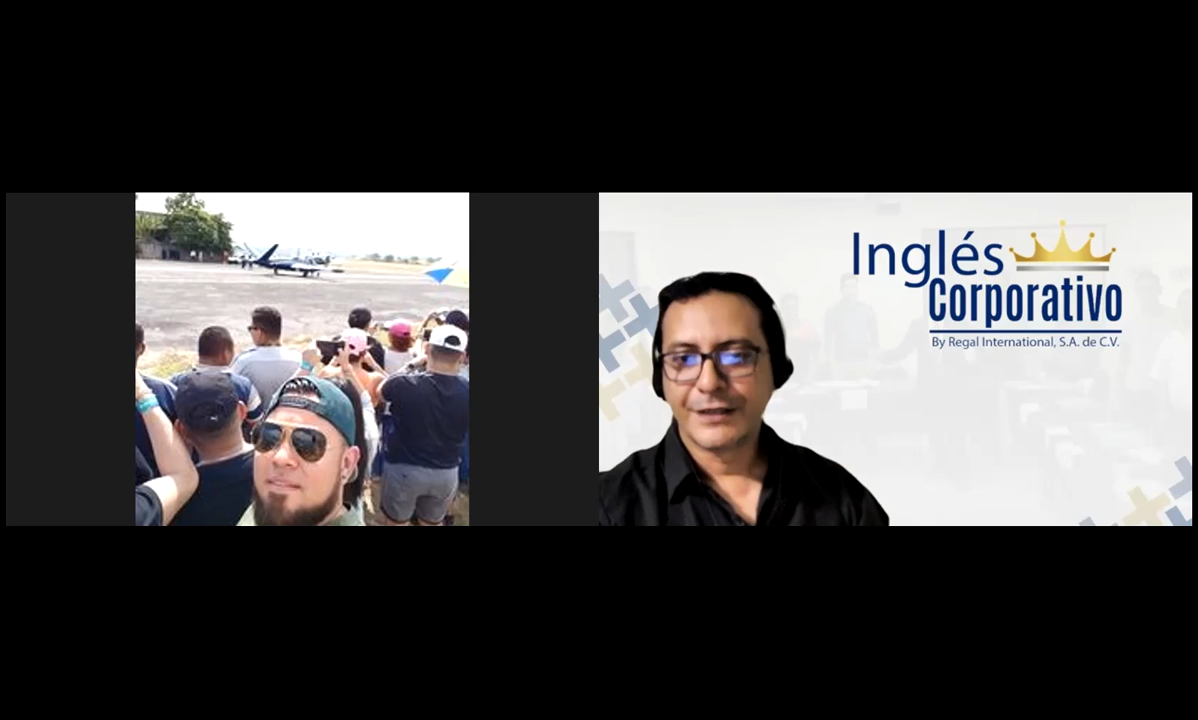 Inglés
Corporativo
By Regal International, S.A. de C.V.